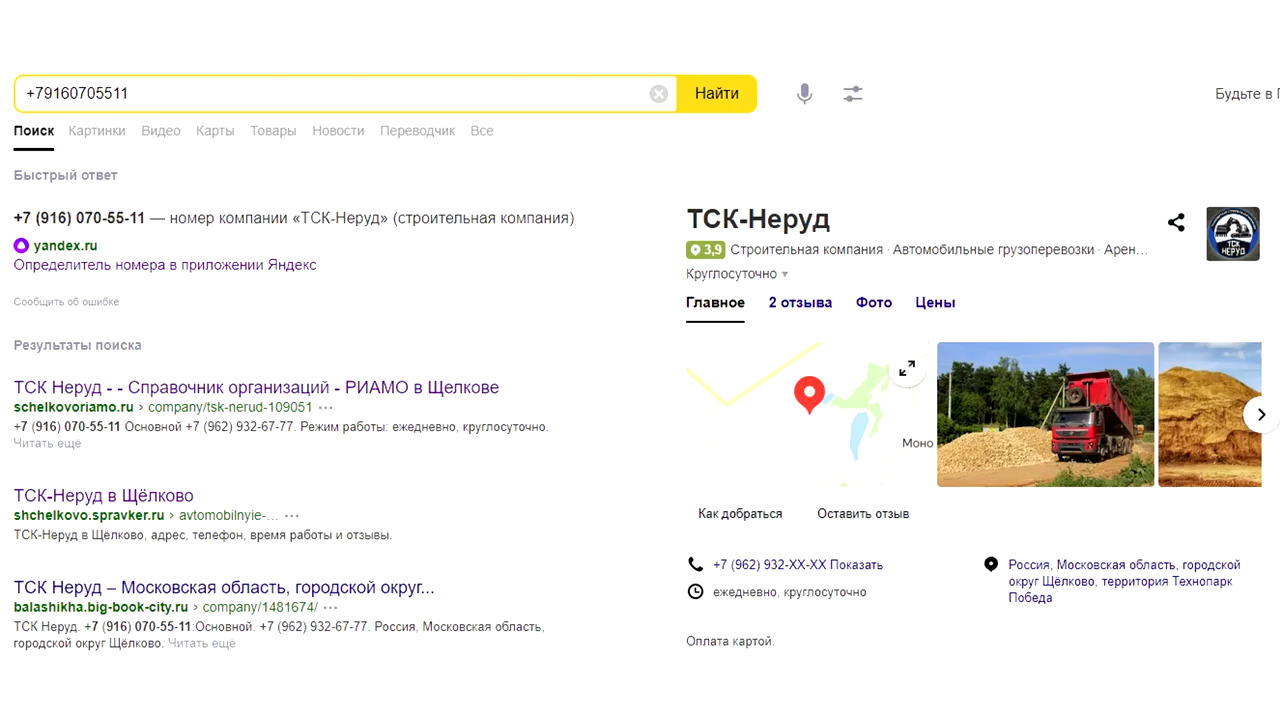 +79160705511
Найти
Будьте в П
Поиск Картинки Видео Карты Товары Новости Переводчик Все
Быстрый ответ
+7 (916) 070-55-11 — номер компании «ТСК-Неруд» (строительная компания)
yandex.ru
Определитель номера в приложении Яндекс
Сообщить об ошибке
Результаты поиска
ТСК Неруд - - Справочник организаций - РИАМО в Щелкове
schelkovoriamo.ru › company/tsk-nerud-109051 ···
+7 (916) 070-55-11 Основной +7 (962) 932-67-77. Режим работы: ежедневно, круглосуточно.
Читать ещё
ТСК-Неруд в Щёлково
shchelkovo.spravker.ru › avtomobilnyie-... ···
ТСК-Неруд в Щёлково, адрес, телефон, время работы и отзывы.
ТСК Неруд – Московская область, городской округ...
balashikha.big-book-city.ru › company/1481674/ ···
ТСК Неруд. +7 (916) 070-55-11:Основной. +7 (962) 932-67-77. Россия, Московская область,
городской округ Щёлково. Читать ещё
ТСК-Неруд
3,9 Строительная компания · Автомобильные грузоперевозки · Арен...
Круглосуточно
ТСК
НЕРУД
Главное 2 отзыва Фото Цены
Моно
Как добраться Оставить отзыв
+7 (962) 932-XX-XX Показать
ежедневно, круглосуточно
Россия, Московская область, городской
округ Щёлково, территория Технопарк
Победа
Оплата картой.